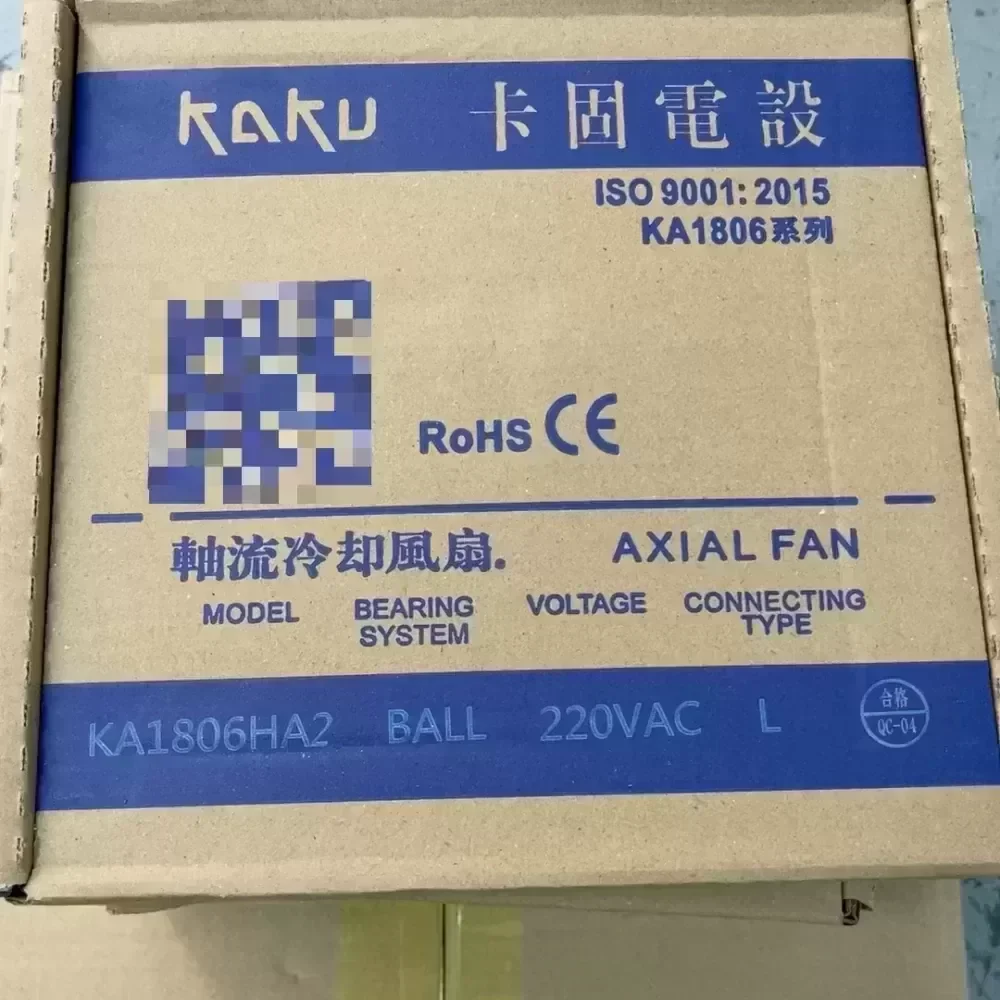 KAKU 卡固電設
ISO 9001: 2015
KA1806系列
RoHS CE
軸流冷却風扇. AXIAL FAN
MODEL BEARING SYSTEM VOLTAGE CONNECTING TYPE
KA1806HA2 BALL 220VAC L
合格
QC-04